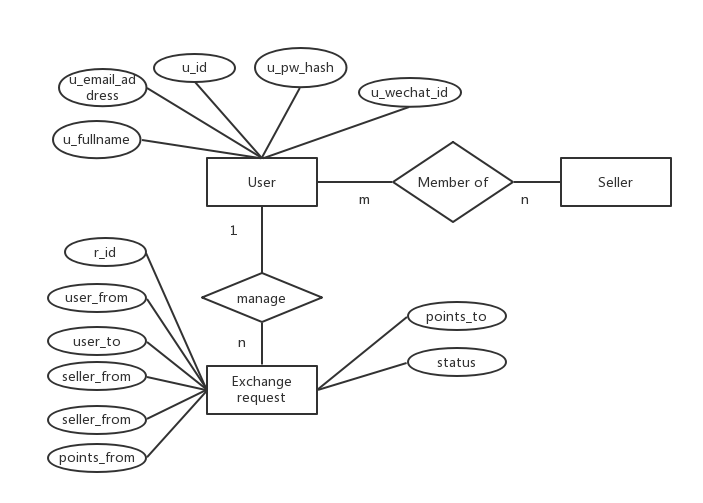 u_id
u_pw_hash
u_email_ad
dress
u_wechat_id
u_fullname
User
Member of
Seller
m
n
1
r_id
user_from
manage
points_to
user_to
n
status
seller_from
Exchange
request
seller_from
points_from